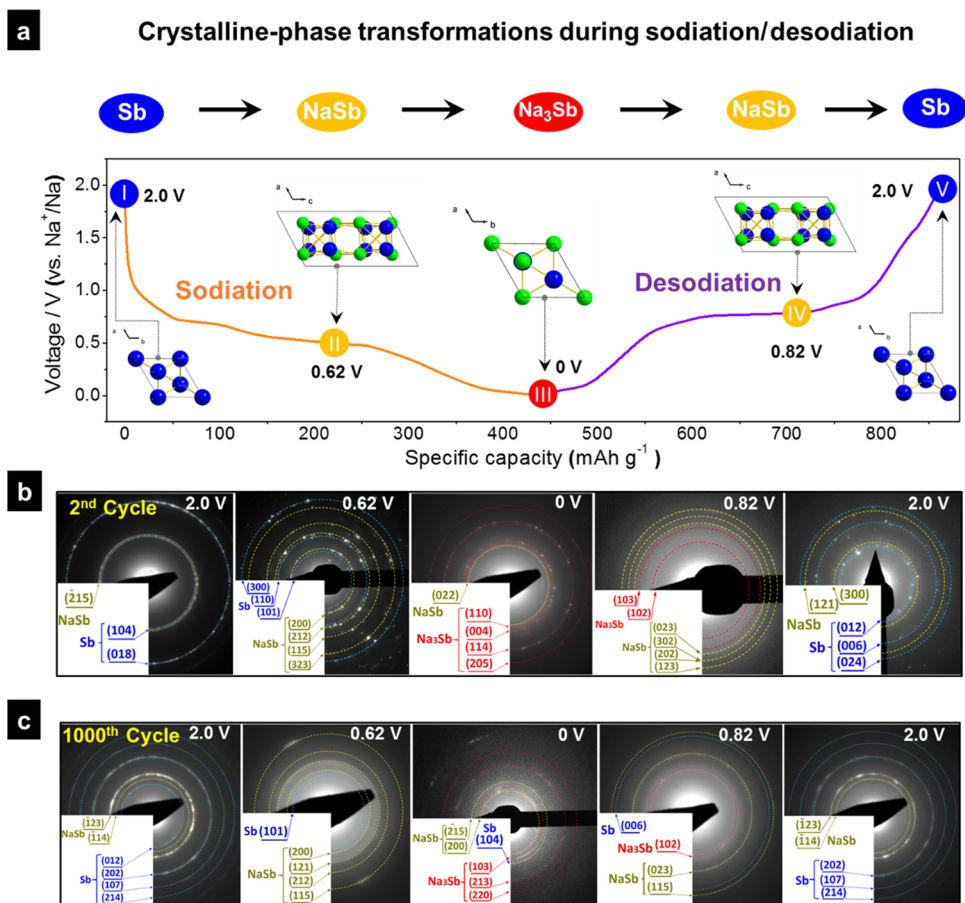 a
Crystalline-phase transformations during sodiation/desodiation
Sb
NaSb
Na₃Sb
NaSb
Sb
Voltage / V (vs. Na⁺/Na)
2.0
1.5
1.0
0.5
0.0
I
2.0 V
a
b
a
c
Sodiation
II
0.62 V
a
b
III
0 V
Desodiation
a
c
IV
0.82 V
2.0 V
V
a
b
0
100
200
300
400
500
600
700
800
Specific capacity (mAh g⁻¹)
b
2ⁿᵈ Cycle
2.0 V
(2̄15)
NaSb
Sb
(104)
(018)
0.62 V
(300)
Sb
(110)
(101)
NaSb
(200)
(212)
(115)
(323)
0 V
(022)
NaSb
Na₃Sb
(110)
(004)
(114)
(205)
0.82 V
(103)
(102)
Na₃Sb
NaSb
(023)
(302)
(202)
(123)
2.0 V
(121)
(300)
NaSb
Sb
(012)
(006)
(024)
c
1000ᵗʰ Cycle
2.0 V
(1̄23)
NaSb
(1̄14)
Sb
(012)
(202)
(107)
(214)
0.62 V
Sb (101)
NaSb
(200)
(121)
(212)
(115)
0 V
NaSb
(2̄15)
(200)
Sb
(104)
Na₃Sb
(103)
(213)
(220)
0.82 V
Sb
(006)
Na₃Sb
(102)
NaSb
(023)
(115)
2.0 V
(1̄23)
(1̄14)
NaSb
Sb
(202)
(107)
(214)